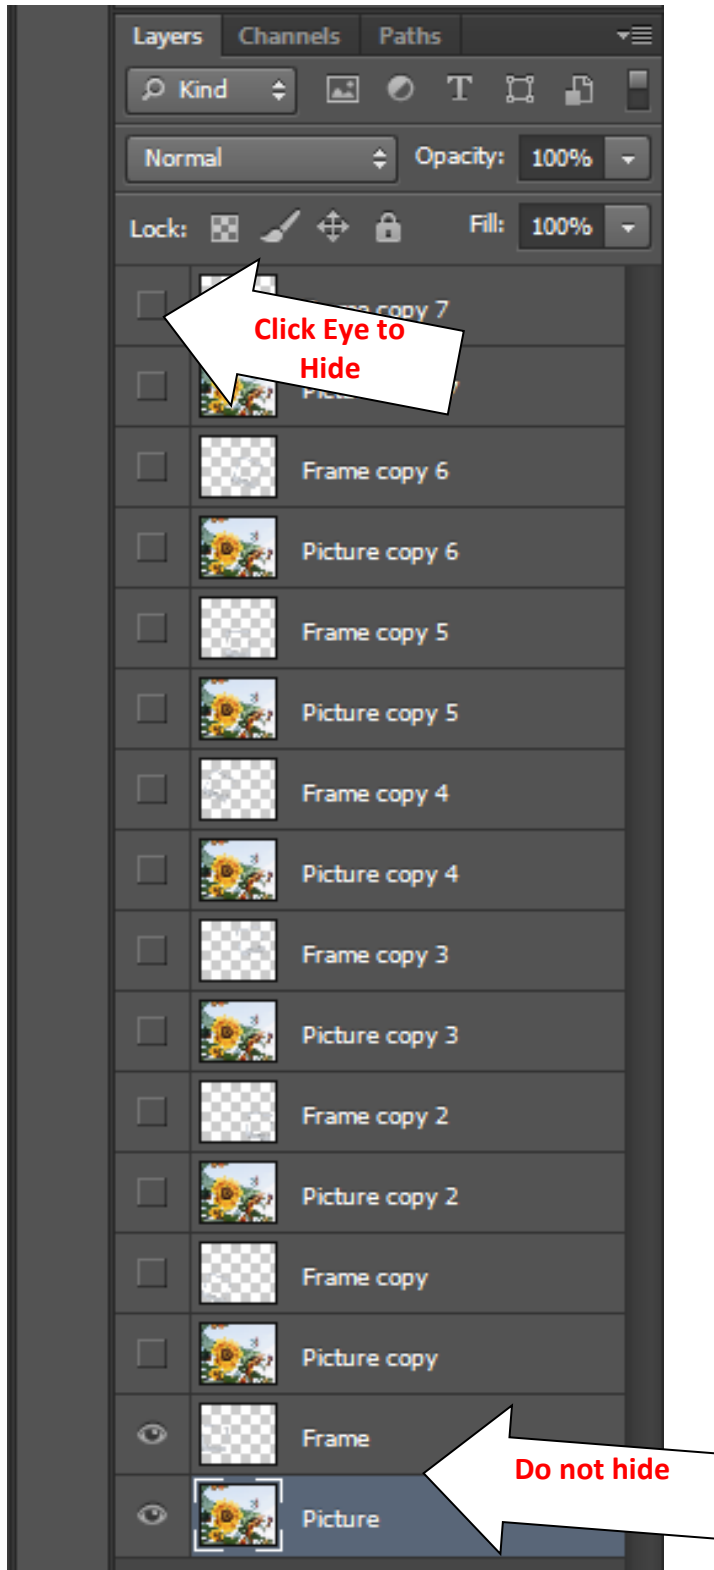 Layers Channels Paths
Kind T
Normal Opacity: 100%
Lock: Fill: 100%
copy 7
Click Eye to
Hide
Frame copy 6
Picture copy 6
Frame copy 5
Picture copy 5
Frame copy 4
Picture copy 4
Frame copy 3
Picture copy 3
Frame copy 2
Picture copy 2
Frame copy
Picture copy
Frame
Do not hide
Picture